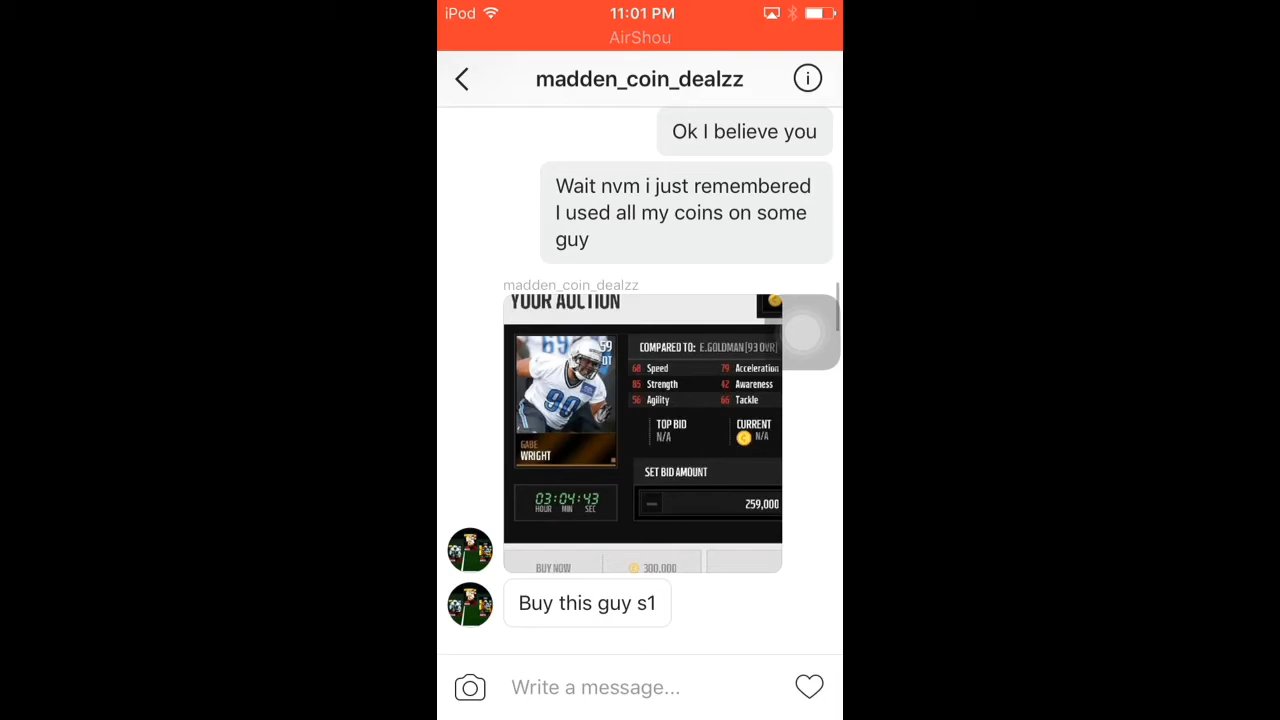 iPod 11:01 PM
AirShou
madden_coin_dealzz
Ok I believe you
Wait nvm i just remembered
I used all my coins on some
guy
madden_coin_dealzz
YOUR AUCTION
59
DT
COMPARED TO: E.GOLDMAN[93 OVR]
68 Speed 79 Acceleration
85 Strength 42 Awareness
56 Agility 66 Tackle
TOP BID CURRENT
N/A N/A
GABE
WRIGHT
SET BID AMOUNT
03:04:43
HOUR MIN SEC
259,000
BUY NOW 300,000
Buy this guy s1
Write a message...